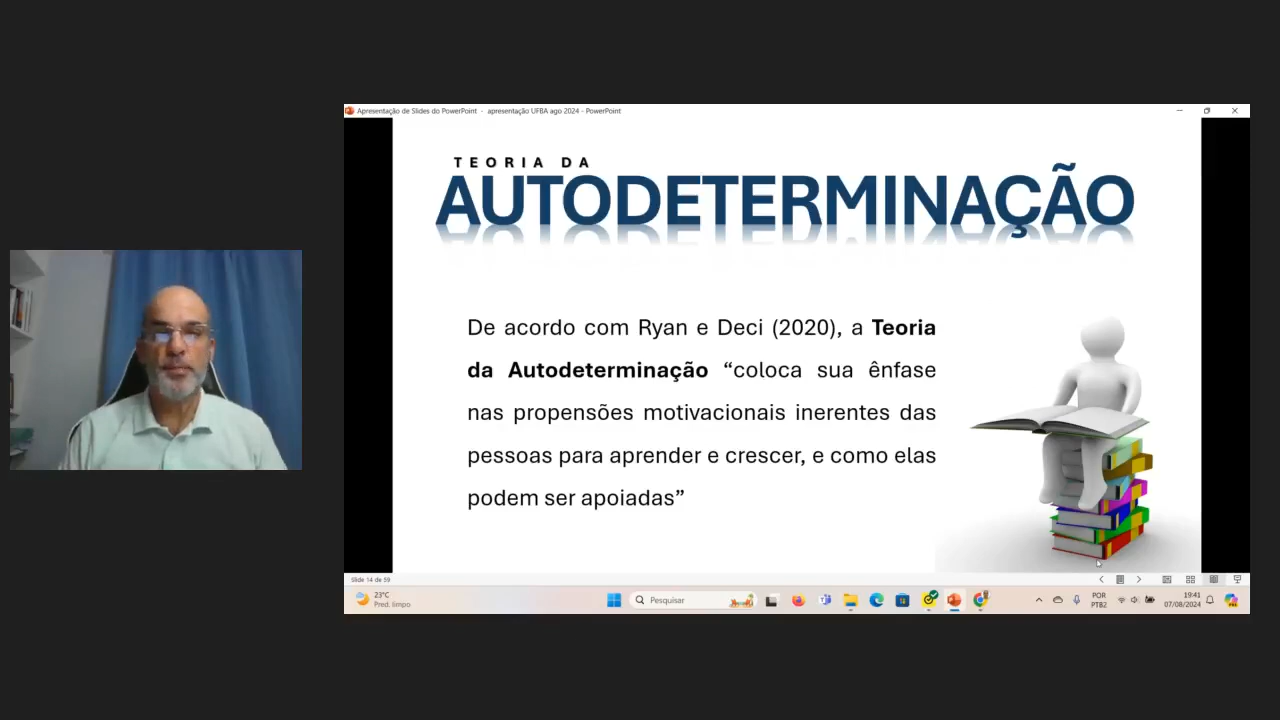 Apresentação de Slides do PowerPoint - apresentação UFBA ago 2024 - PowerPoint
TEORIA DA
AUTODETERMINAÇÃO
De acordo com Ryan e Deci (2020), a Teoria
da Autodeterminação “coloca sua ênfase
nas propensões motivacionais inerentes das
pessoas para aprender e crescer, e como elas
podem ser apoiadas”
Slide 14 de 59
23°C
Pred. limpo
Pesquisar
POR
PTB2
19:41
07/08/2024